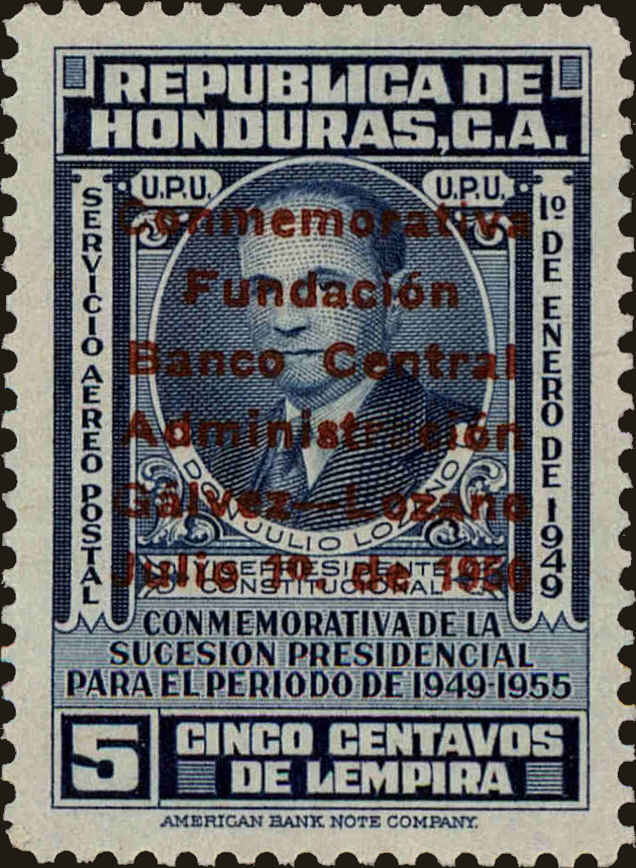 REPUBLICA DE
HONDURAS, C.A.
U.P.U.
U.P.U.
SERVICIO AEREO POSTAL
1º DE ENERO DE 1949
Conmemorativa
Fundación
Banco Central
Administración
Gálvez—Lozano
Julio 1º. de 1950
DON JULIO LOZANO
VICEPRESIDENTE
CONSTITUCIONAL
CONMEMORATIVA DE LA
SUCESION PRESIDENCIAL
PARA EL PERIODO DE 1949-1955
5
CINCO CENTAVOS
DE LEMPIRA
AMERICAN BANK NOTE COMPANY.